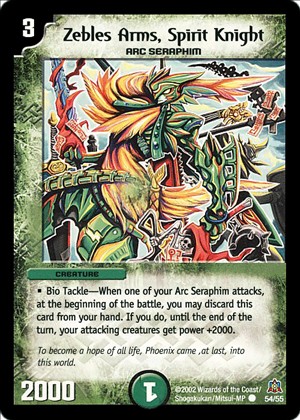 3
Zebles Arms, Spirit Knight
ARC SERAPHIM
CREATURE
▪ Bio Tackle—When one of your Arc Seraphim attacks,
at the beginning of the battle, you may discard this
card from your hand. If you do, until the end of the
turn, your attacking creatures get power +2000.
To become a hope of all life, Phoenix came ,at last, into
this world.
2000
1
©2002 Wizards of the Coast/
Shogakukan/Mitsui-MP
54/55